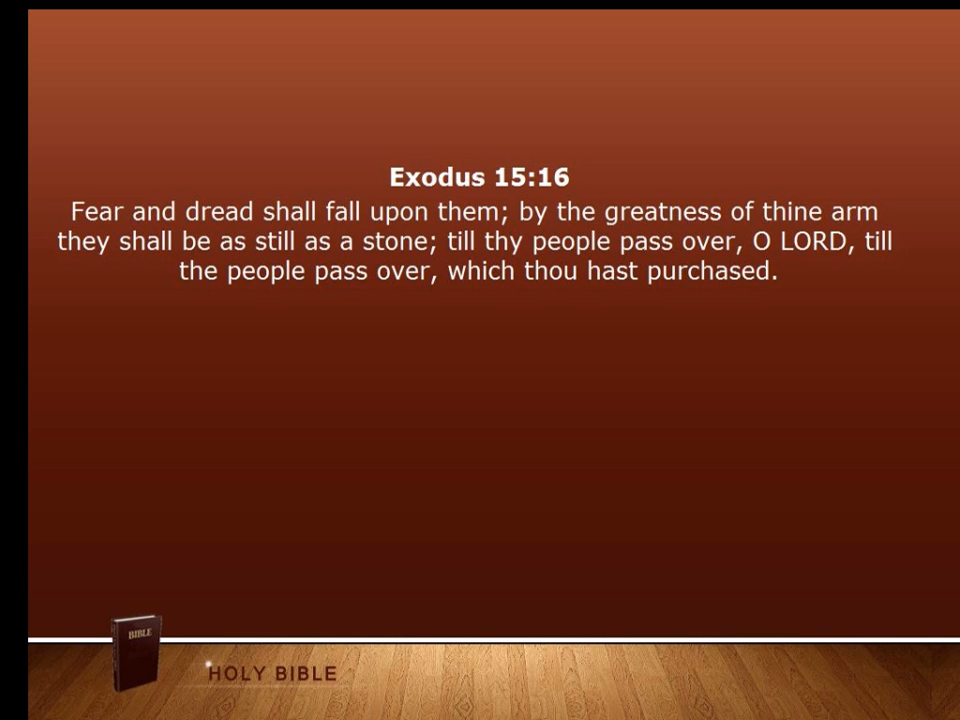 Exodus 15:16
Fear and dread shall fall upon them; by the greatness of thine arm
they shall be as still as a stone; till thy people pass over, O LORD, till
the people pass over, which thou hast purchased.
BIBLE
HOLY BIBLE